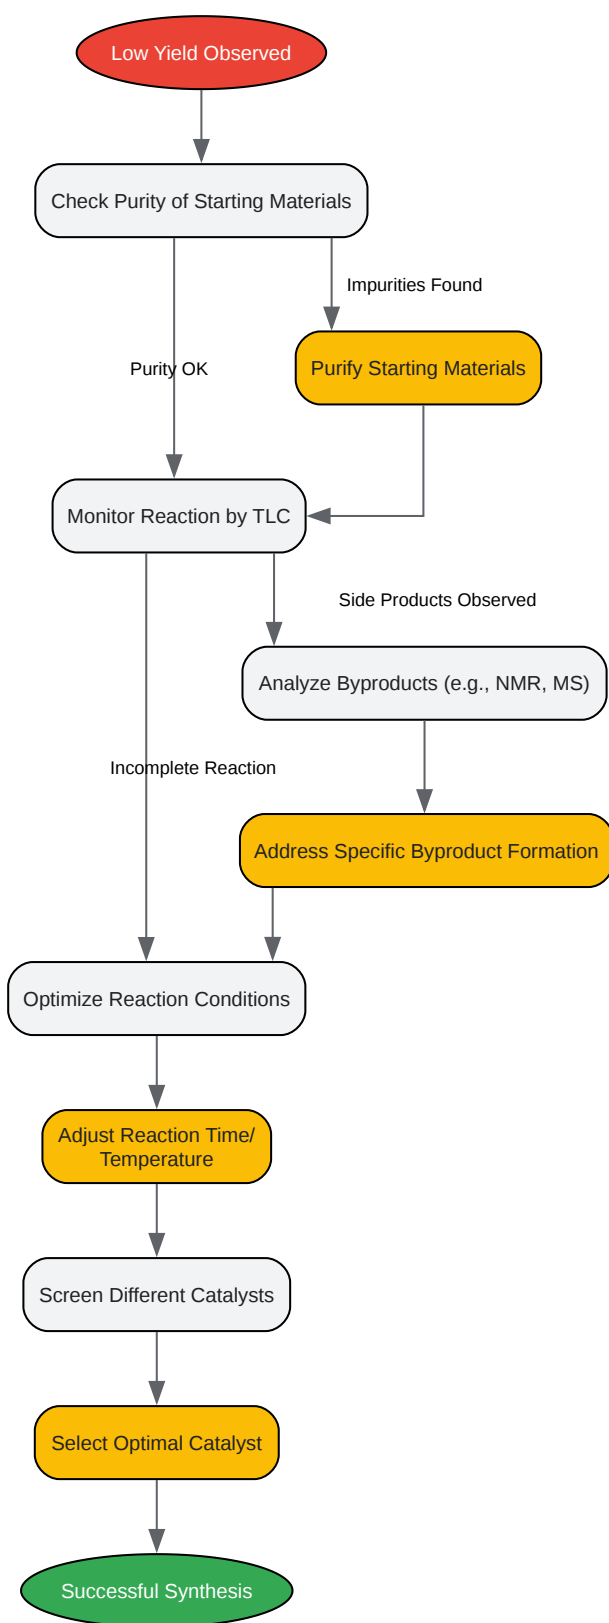 Low Yield Observed
Check Purity of Starting Materials
Impurities Found
Purity OK
Purify Starting Materials
Monitor Reaction by TLC
Side Products Observed
Analyze Byproducts (e.g., NMR, MS)
Incomplete Reaction
Address Specific Byproduct Formation
Optimize Reaction Conditions
Adjust Reaction Time/
Temperature
Screen Different Catalysts
Select Optimal Catalyst
Successful Synthesis